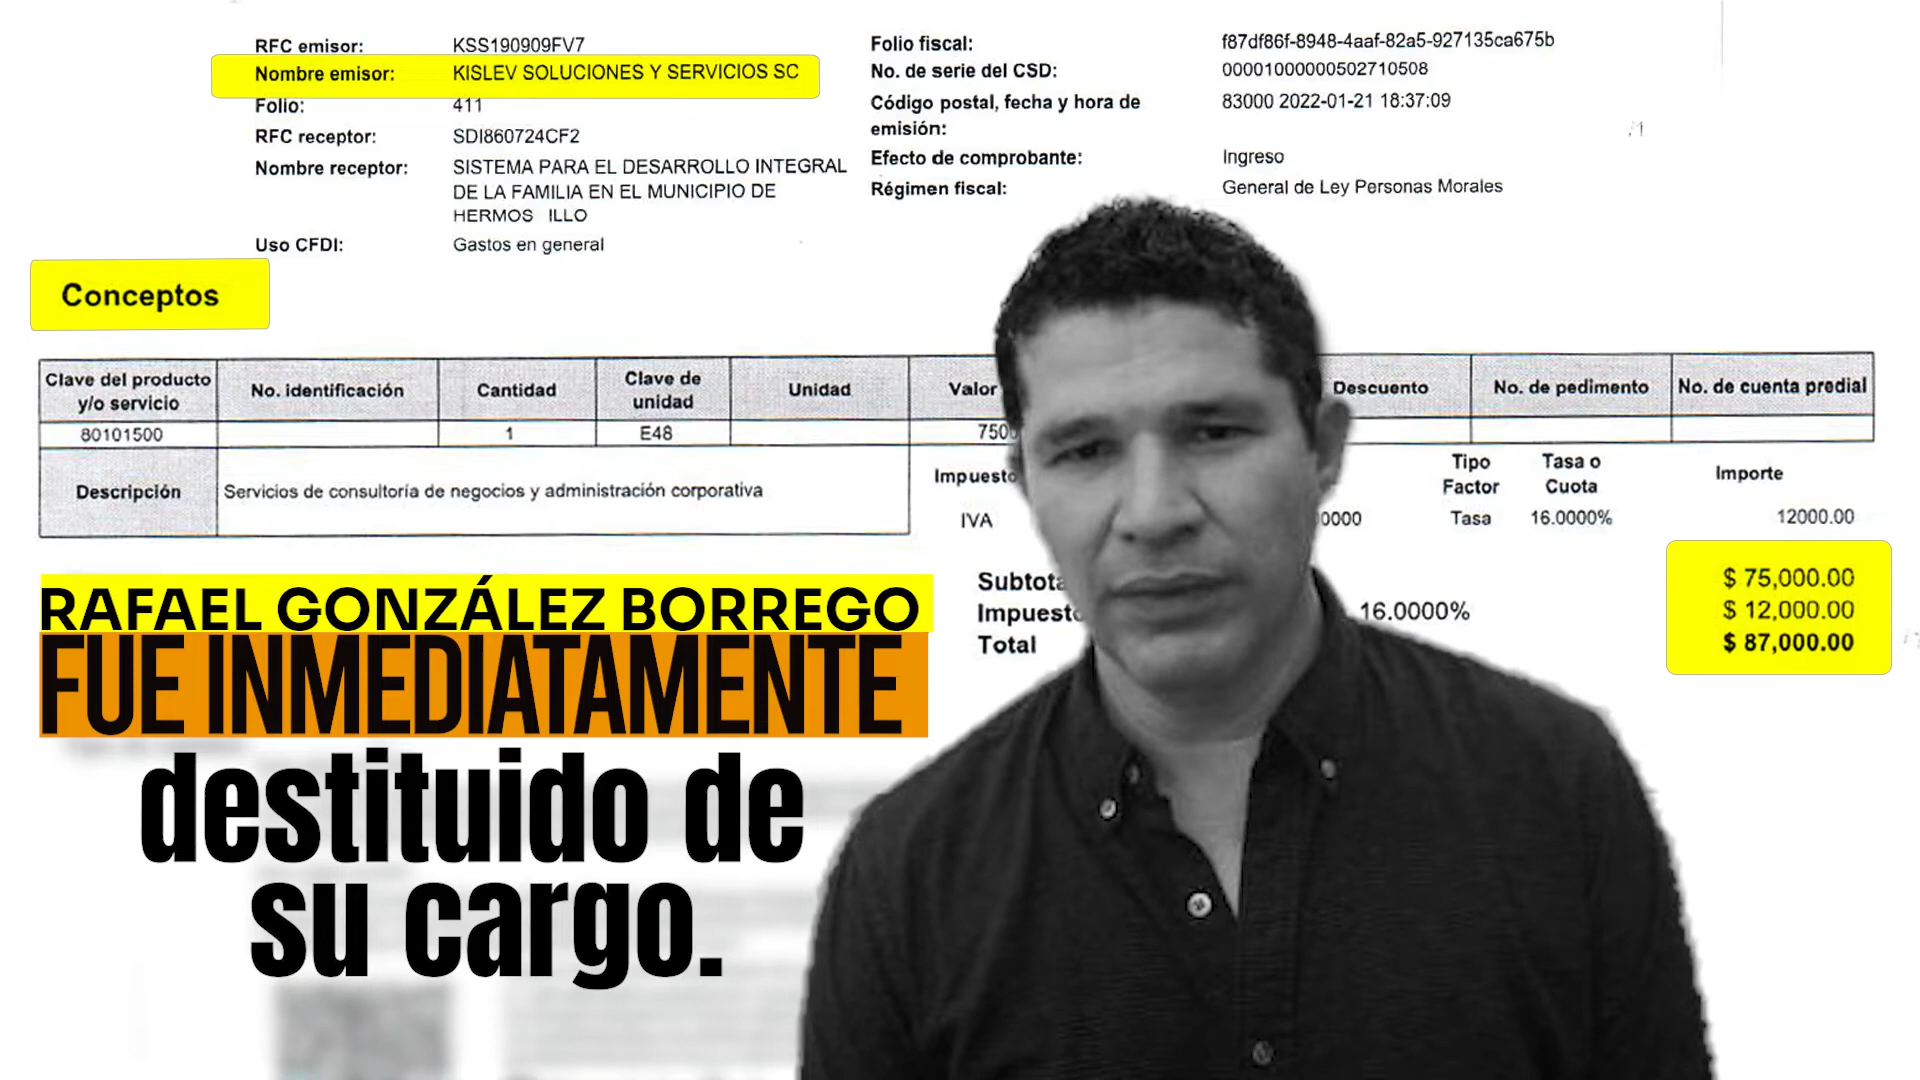 RFC emisor: KSS190909FV7
Nombre emisor: KISLEV SOLUCIONES Y SERVICIOS SC
Folio: 411
RFC receptor: SDI860724CF2
Nombre receptor: SISTEMA PARA EL DESARROLLO INTEGRAL
DE LA FAMILIA EN EL MUNICIPIO DE
HERMOS ILLO
Uso CFDI: Gastos en general
Folio fiscal: f87df86f-8948-4aaf-82a5-927135ca675b
No. de serie del CSD: 00001000000502710508
Código postal, fecha y hora de 83000 2022-01-21 18:37:09
emisión:
Efecto de comprobante: Ingreso
Régimen fiscal: General de Ley Personas Morales
Conceptos
Clave del producto y/o servicio No. identificación Cantidad Clave de unidad Unidad Valor Descuento No. de pedimento No. de cuenta predial
80101500 1 E48 750
Descripción Servicios de consultoría de negocios y administración corporativa
Impuesto Tipo Factor Tasa o Cuota Importe
IVA 0000 Tasa 16.0000% 12000.00
Subtota $ 75,000.00
Impuesto 16.0000% $ 12,000.00
Total $ 87,000.00
RAFAEL GONZÁLEZ BORREGO
FUE INMEDIATAMENTE
destituido de
su cargo.